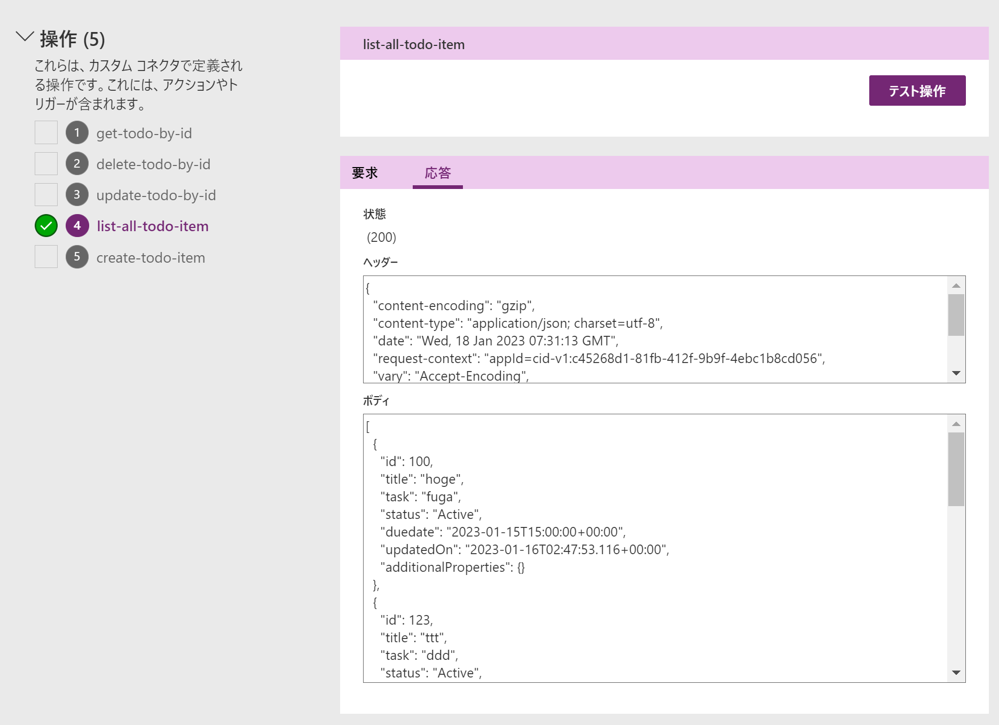 操作 (5)
これらは、カスタム コネクタで定義され
る操作です。これには、アクションやト
リガーが含まれます。
1 get-todo-by-id
2 delete-todo-by-id
3 update-todo-by-id
4 list-all-todo-item
5 create-todo-item
list-all-todo-item
テスト操作
要求 応答
状態
(200)
ヘッダー
{
"content-encoding": "gzip",
"content-type": "application/json; charset=utf-8",
"date": "Wed, 18 Jan 2023 07:31:13 GMT",
"request-context": "appId=cid-v1:c45268d1-81fb-412f-9b9f-4ebc1b8cd056",
"vary": "Accept-Encoding",
ボディ
[
{
"id": 100,
"title": "hoge",
"task": "fuga",
"status": "Active",
"duedate": "2023-01-15T15:00:00+00:00",
"updatedOn": "2023-01-16T02:47:53.116+00:00",
"additionalProperties": {}
},
{
"id": 123,
"title": "ttt",
"task": "ddd",
"status": "Active",